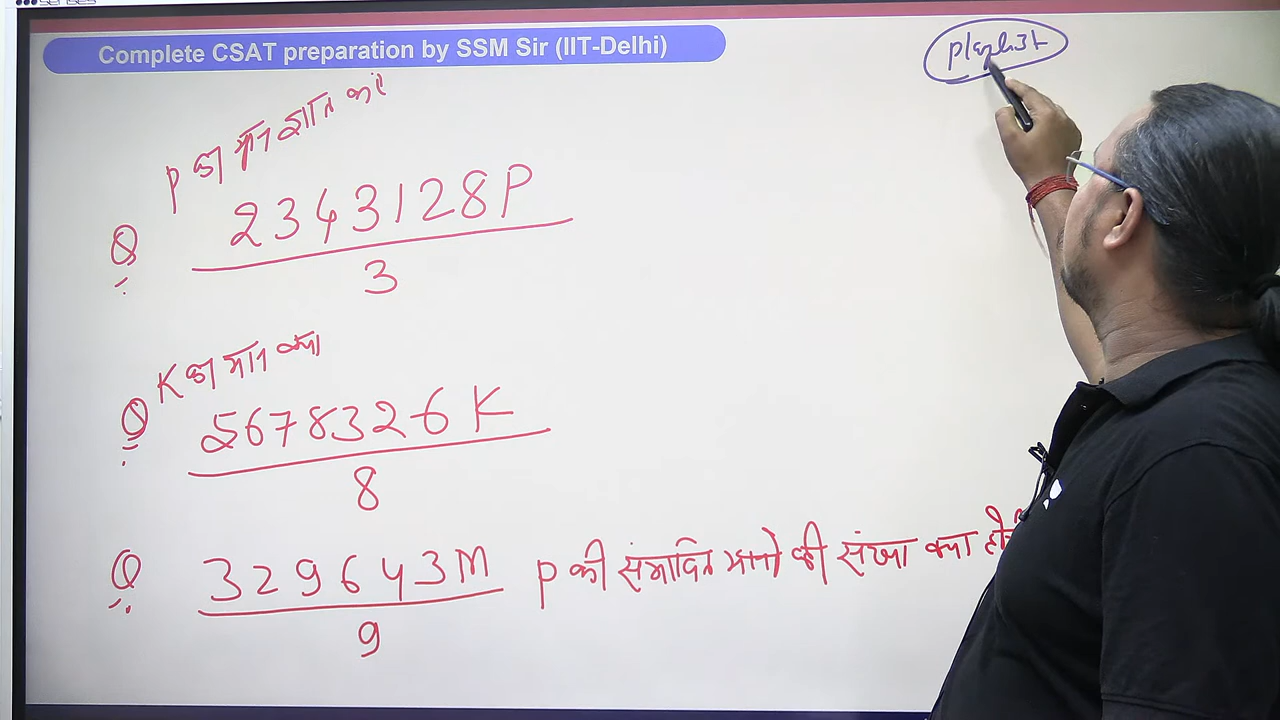 Complete CSAT preparation by SSM Sir (IIT-Delhi)
playlist
P का मान ज्ञात करो
Q 2343128P
3
K का मान क्या
Q 5678326K
8
Q 329643M P की संभावित मानो की संख्या क्या
9